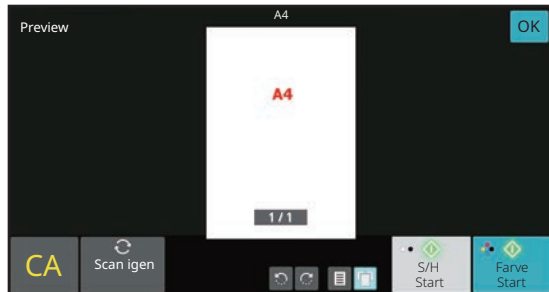 A4
Preview
OK
A4
1/1
CA
Scan igen
S/H
Start
Farve
Start